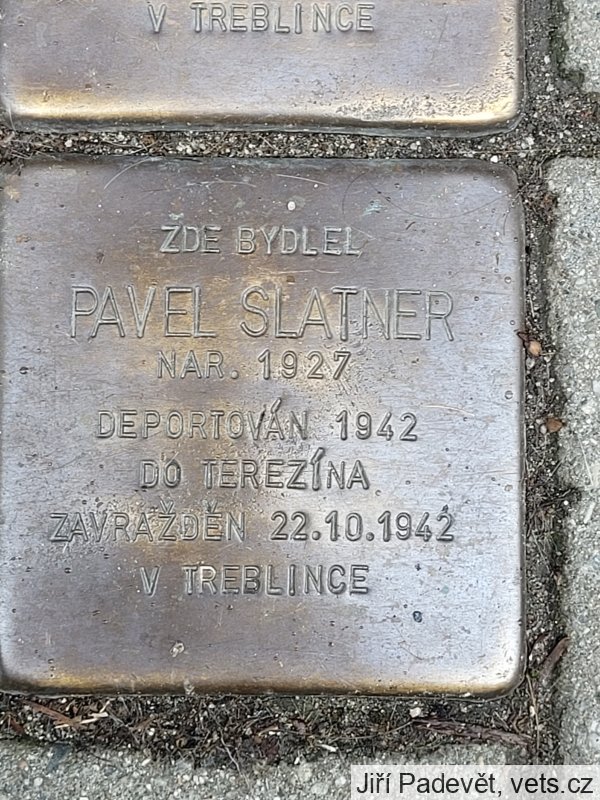 V TREBLINCE
ZDE BYDLEL
PAVEL SLATNER
NAR. 1927
DEPORTOVÁN 1942
DO TEREZÍNA
ZAVRAŽDĚN 22.10.1942
V TREBLINCE
Jiří Padevět, vets.cz